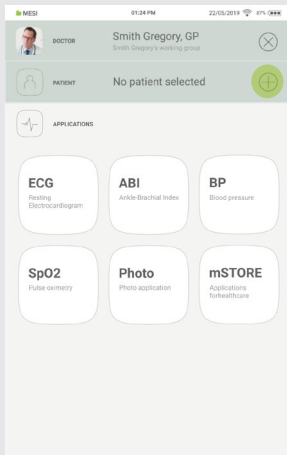 MESI 01:24 PM 22/05/2019 87%
DOCTOR Smith Gregory, GP
Smith Gregory's working group
PATIENT No patient selected
APPLICATIONS
ECG ABI BP
Resting Ankle-Brachial Index Blood pressure
Electrocardiogram
SpO2 Photo mSTORE
Pulse oximetry Photo application Applications
forhealthcare